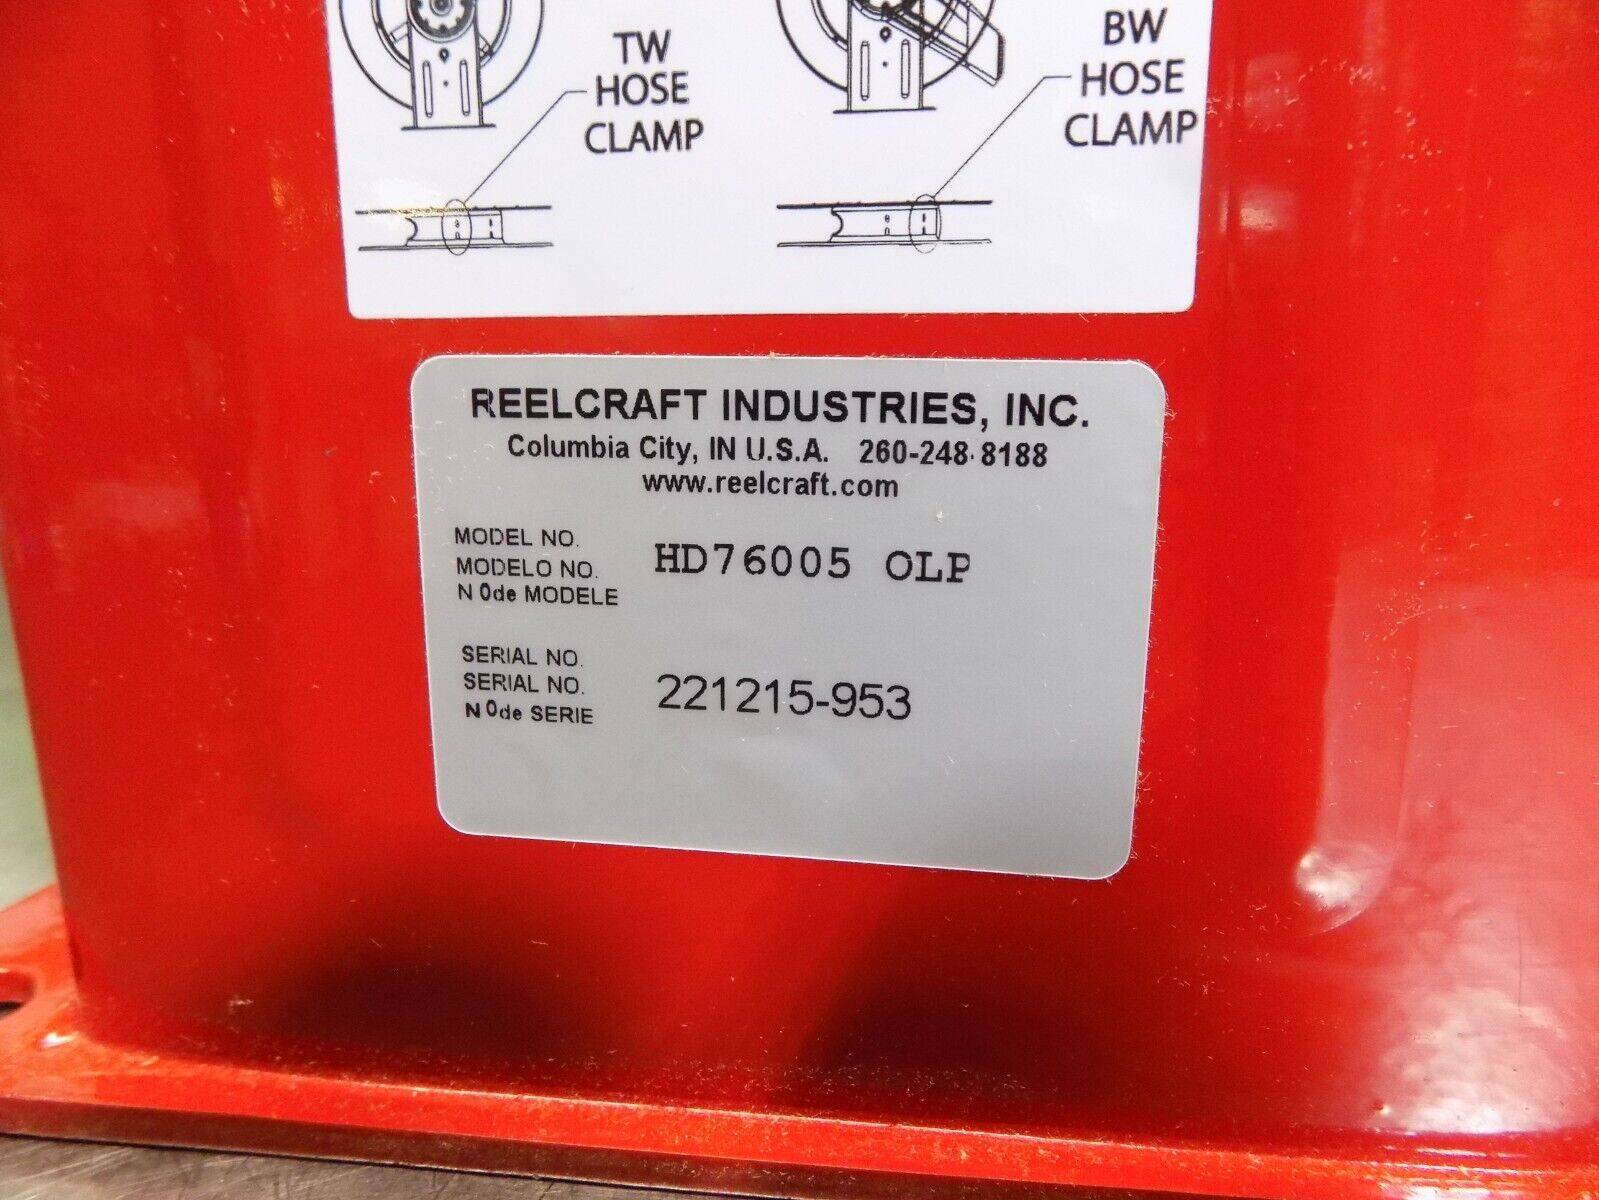 TW
HOSE
CLAMP
BW
HOSE
CLAMP
REELCRAFT INDUSTRIES, INC.
Columbia City, IN U.S.A. 260-248-8188
www.reelcraft.com
MODEL NO.
MODELO NO.
N 0de MODELE
HD76005 OLP
SERIAL NO.
SERIAL NO.
N 0de SERIE
221215-953